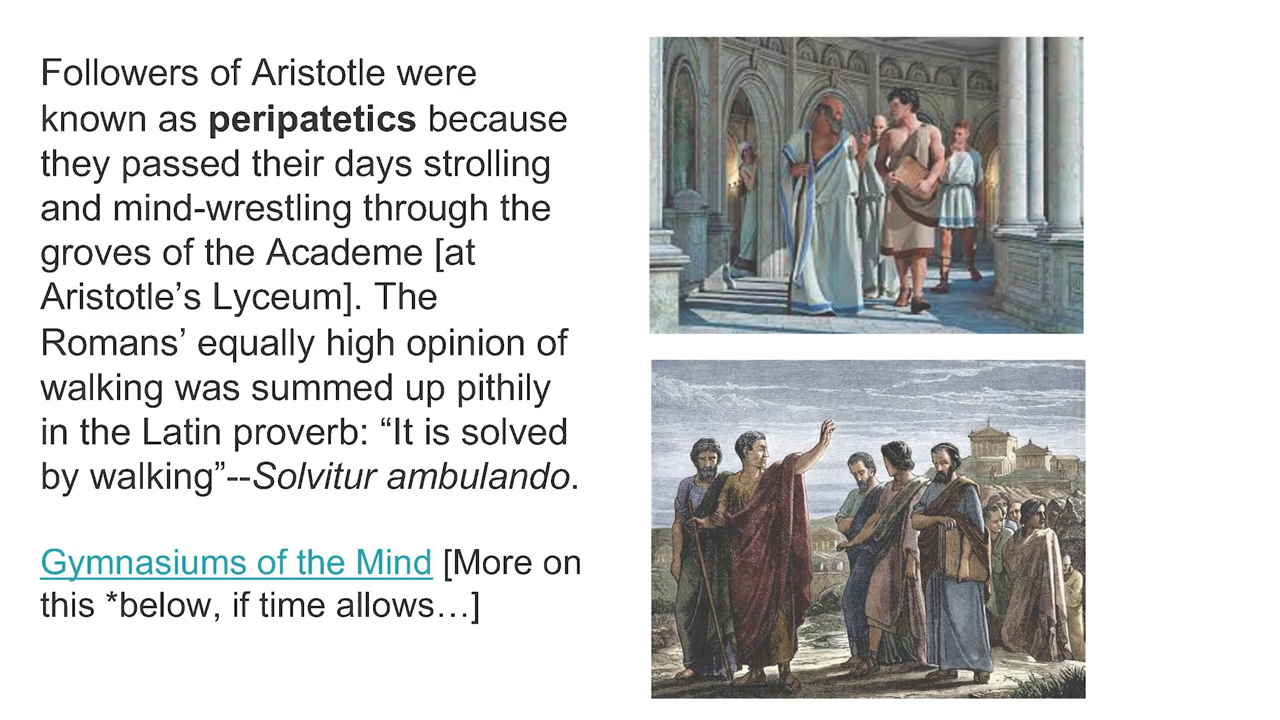 Followers of Aristotle were
known as peripatetics because
they passed their days strolling
and mind-wrestling through the
groves of the Academe [at
Aristotle’s Lyceum]. The
Romans’ equally high opinion of
walking was summed up pithily
in the Latin proverb: “It is solved
by walking”--Solvitur ambulando.
Gymnasiums of the Mind [More on
this *below, if time allows…]